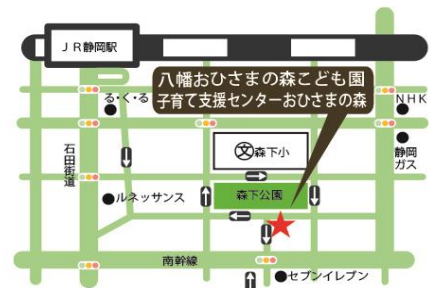 JR静岡駅
八幡おひさまの森こども園
子育て支援センターおひさまの森
る・く・る
NHK
文森下小
静岡
ガス
石田街道
ルネッサンス
森下公園
南幹線
セブンイレブン